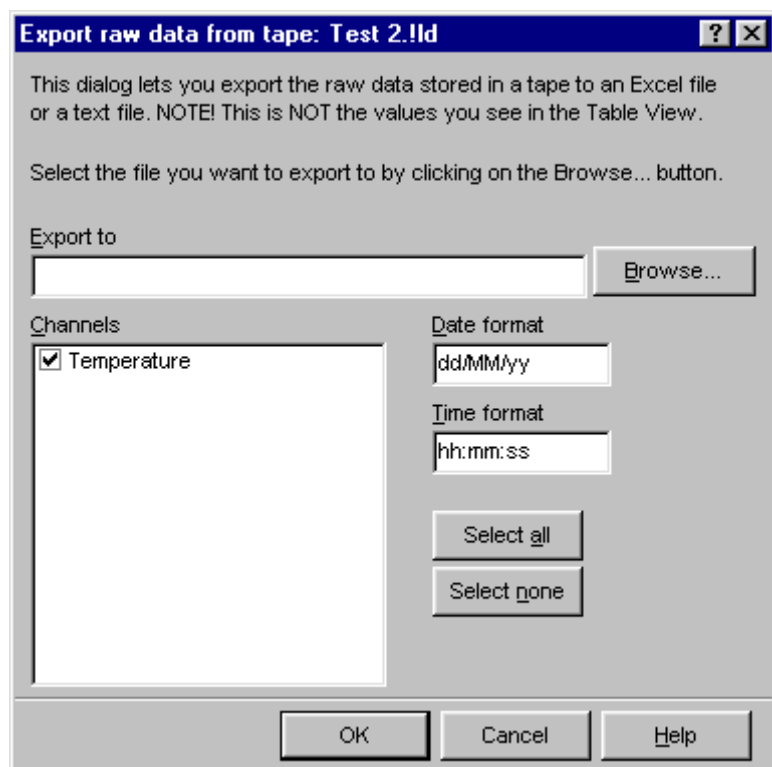 Export raw data from tape: Test 2.!ld
This dialog lets you export the raw data stored in a tape to an Excel file
or a text file. NOTE! This is NOT the values you see in the Table View.
Select the file you want to export to by clicking on the Browse... button.
Export to
Browse...
Channels
Temperature
Date format
dd/MM/yy
Time format
hh:mm:ss
Select all
Select none
OK
Cancel
Help